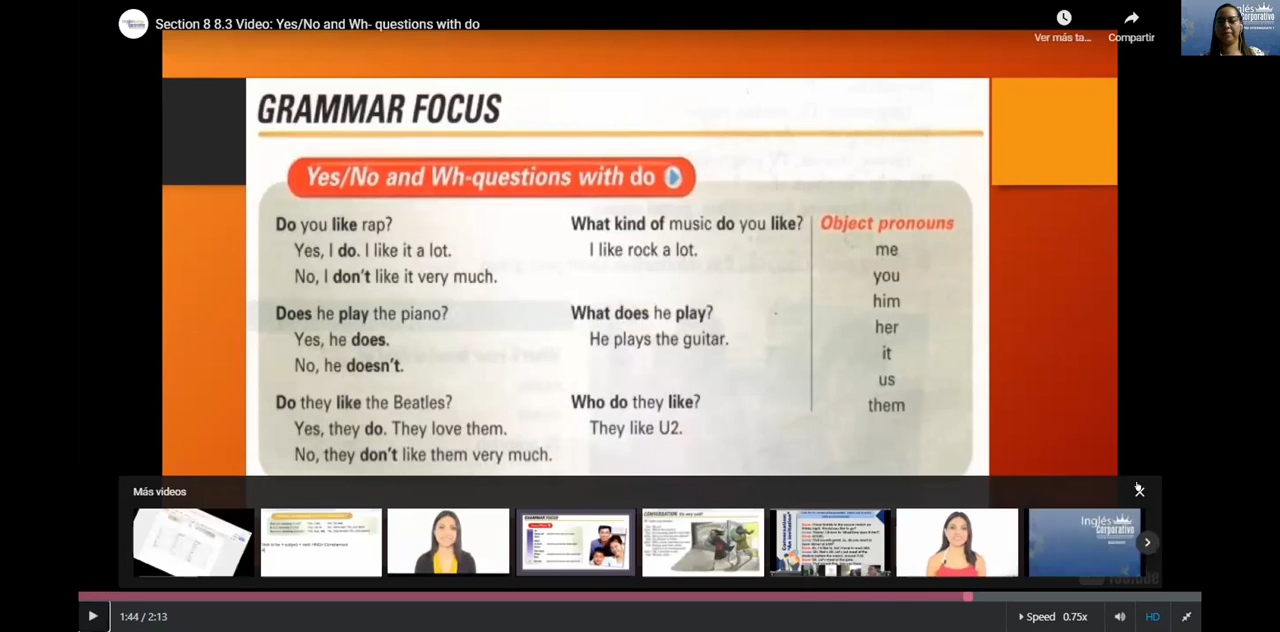 Section 8 8.3 Video: Yes/No and Wh- questions with do
Ver más ta...
Compartir
Inglés
Corporativo
GRAMMAR FOCUS
Yes/No and Wh-questions with do
Do you like rap?
Yes, I do. I like it a lot.
No, I don't like it very much.
Does he play the piano?
Yes, he does.
No, he doesn't.
Do they like the Beatles?
Yes, they do. They love them.
No, they don't like them very much.
What kind of music do you like?
I like rock a lot.
What does he play?
He plays the guitar.
Who do they like?
They like U2.
Object pronouns
me
you
him
her
it
us
them
Más videos
GRAMMAR FOCUS
Inglés
Corporativo
YouTube
1:44 / 2:13
Speed 0.75x
HD